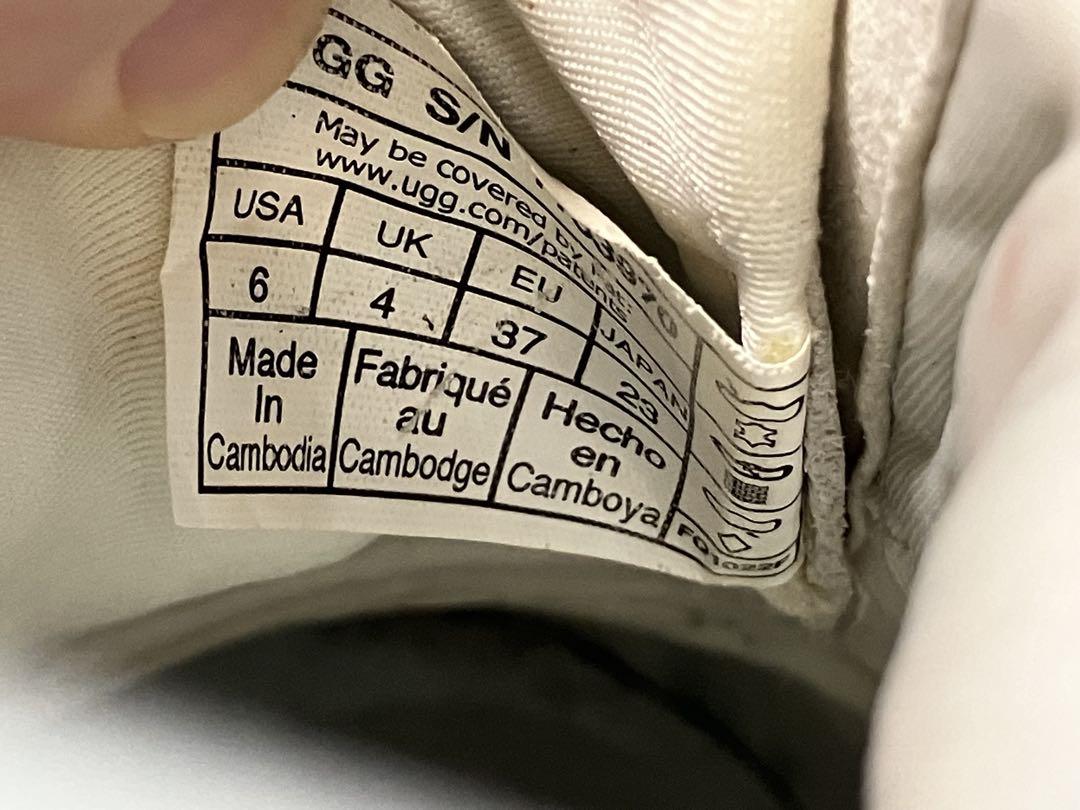 GG S/N
May be covered by
www.ugg.com/patents
USA UK EU JAPAN
6 4 37 23
Made In Cambodia
Fabriqué au Cambodge
Hecho en Camboya